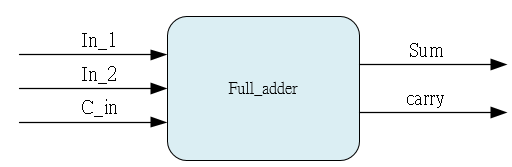 In_1
In_2
C_in
Full_adder
Sum
carry